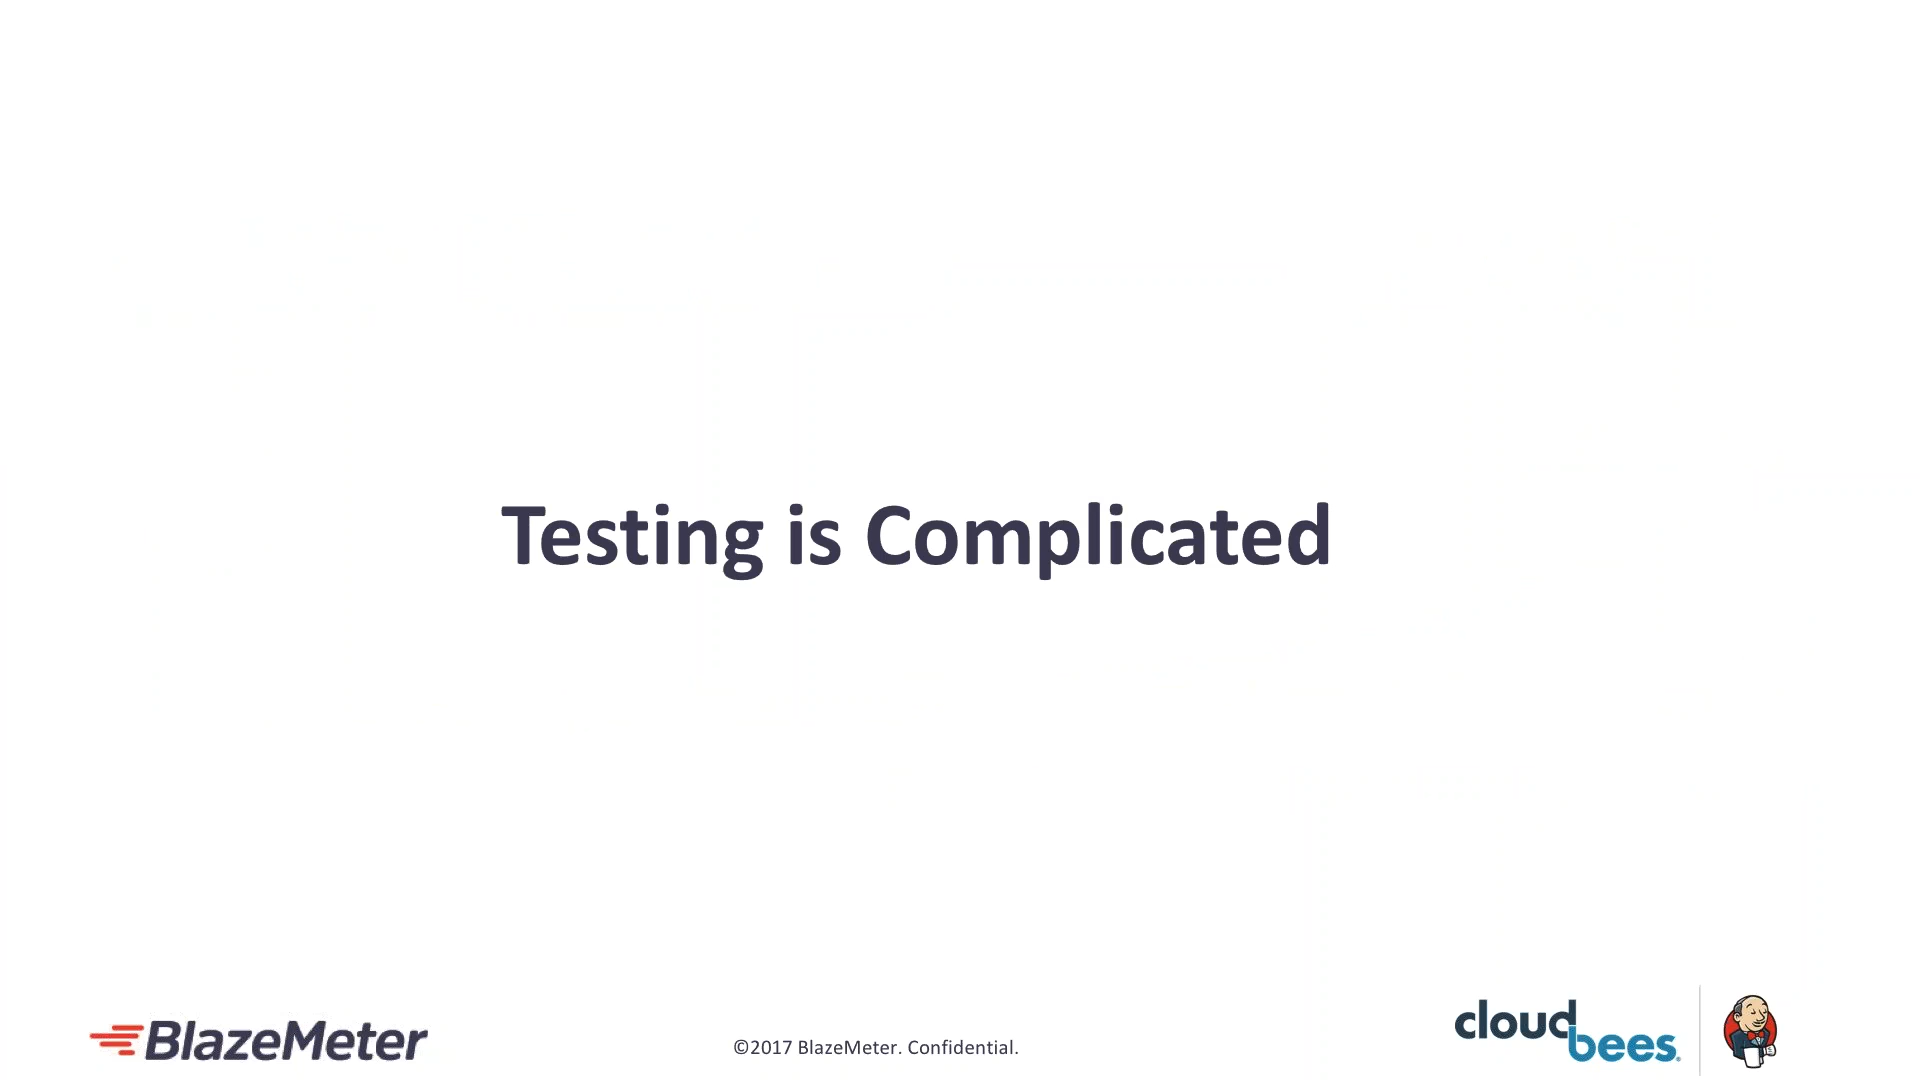 Testing is Complicated
BlazeMeter
©2017 BlazeMeter. Confidential.
cloudbees